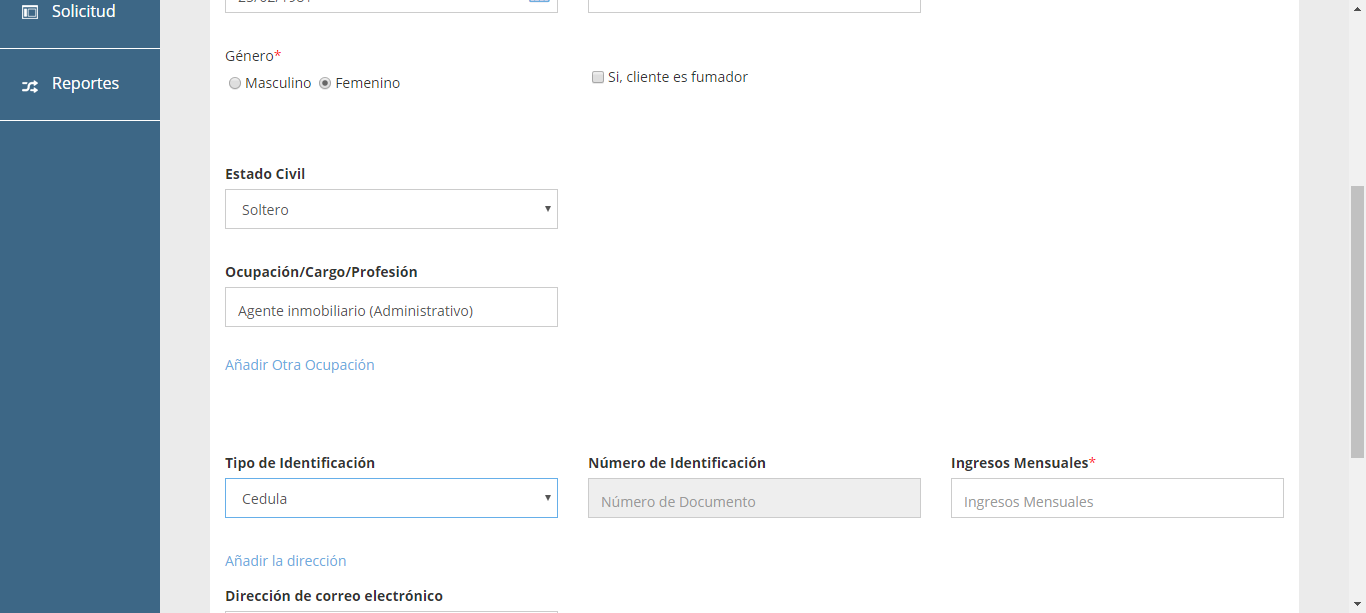 Solicitud
Reportes
Género*
Masculino Femenino
Si, cliente es fumador
Estado Civil
Soltero
Ocupación/Cargo/Profesión
Agente inmobiliario (Administrativo)
Añadir Otra Ocupación
Tipo de Identificación Número de Identificación Ingresos Mensuales*
Cedula Número de Documento Ingresos Mensuales
Añadir la dirección
Dirección de correo electrónico